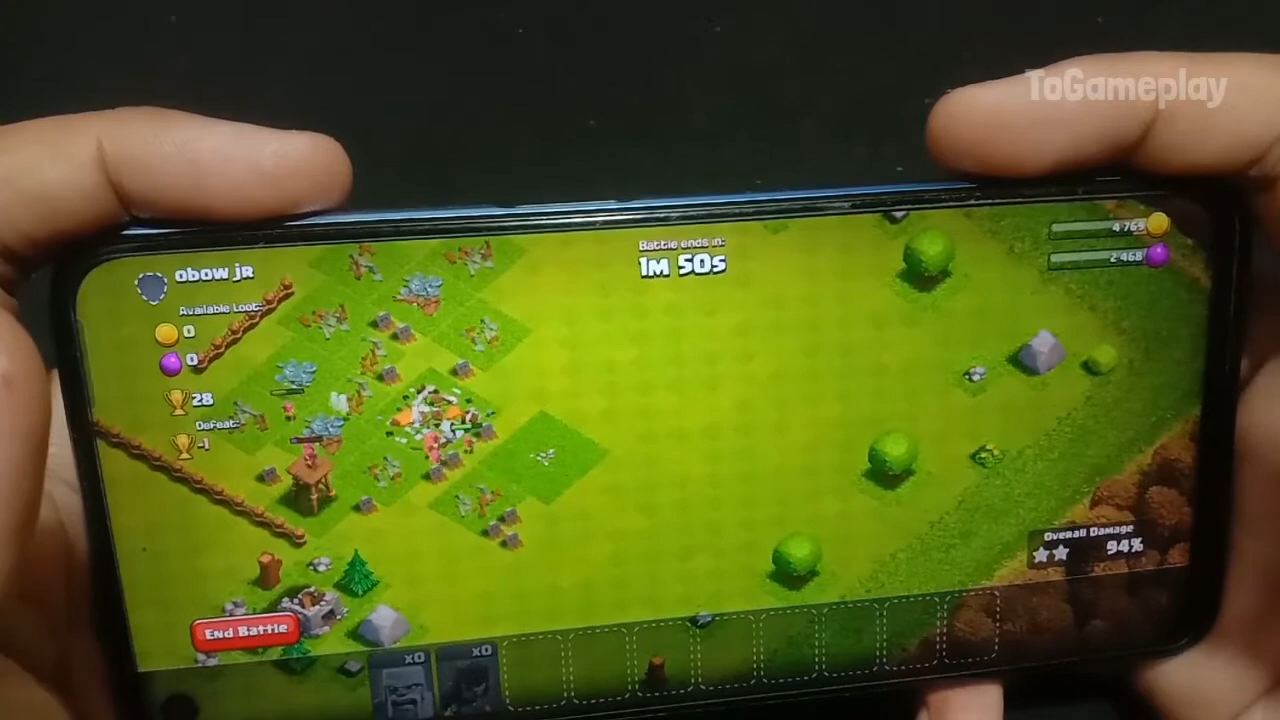 ToGameplay
Obow jr
Available Loot:
0
0
28
Defeat:
-1
Battle ends in:
1M 50S
4 769
2 468
Overall Damage
94%
End Battle
x0
x0